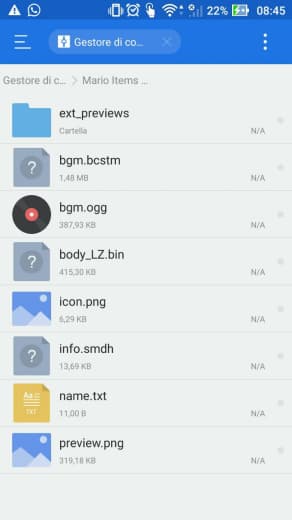 22% 08:45
Gestore di co...
Gestore di c... > Mario Items ...
ext_previews
Cartella N/A
bgm.bcstm
1,48 MB N/A
bgm.ogg
387,93 KB N/A
body_LZ.bin
415,30 KB N/A
icon.png
6,29 KB N/A
info.smdh
13,69 KB N/A
Aa
TXT
name.txt
11,00 B N/A
preview.png
319,18 KB N/A